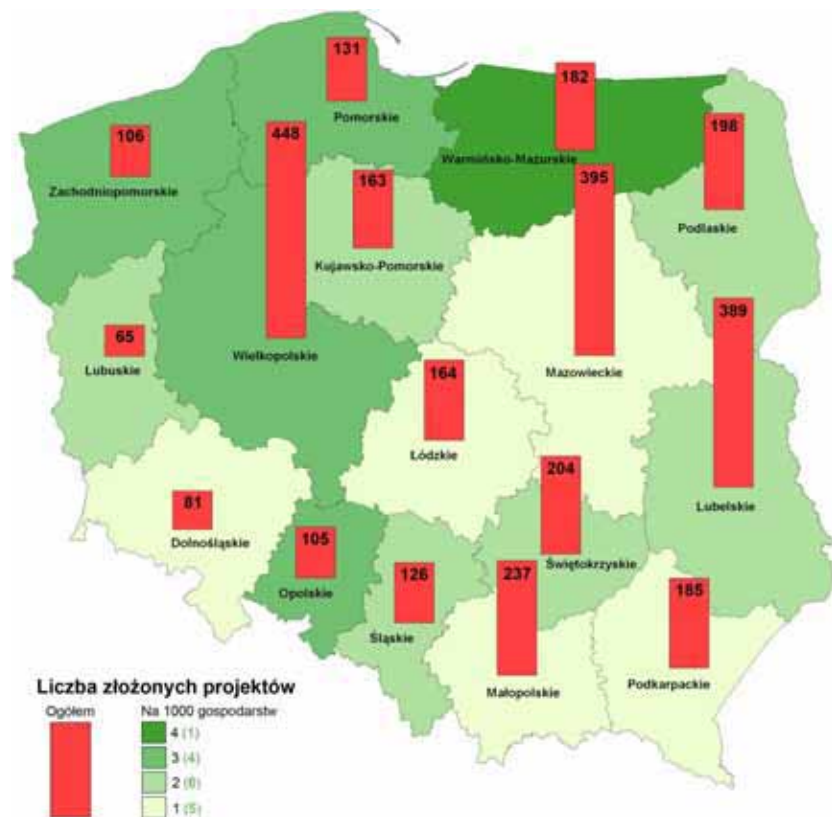 131
Pomorskie
182
Warmińsko-Mazurskie
106
Zachodniopomorskie
448
Wielkopolskie
198
Podlaskie
163
Kujawsko-Pomorskie
395
Mazowieckie
65
Lubuskie
389
Lubelskie
164
Łódzkie
81
Dolnośląskie
204
Świętokrzyskie
105
Opolskie
126
Śląskie
237
Małopolskie
185
Podkarpackie
Liczba złożonych projektów
Ogółem
Na 1000 gospodarstw
4 (1)
3 (4)
2 (6)
1 (5)